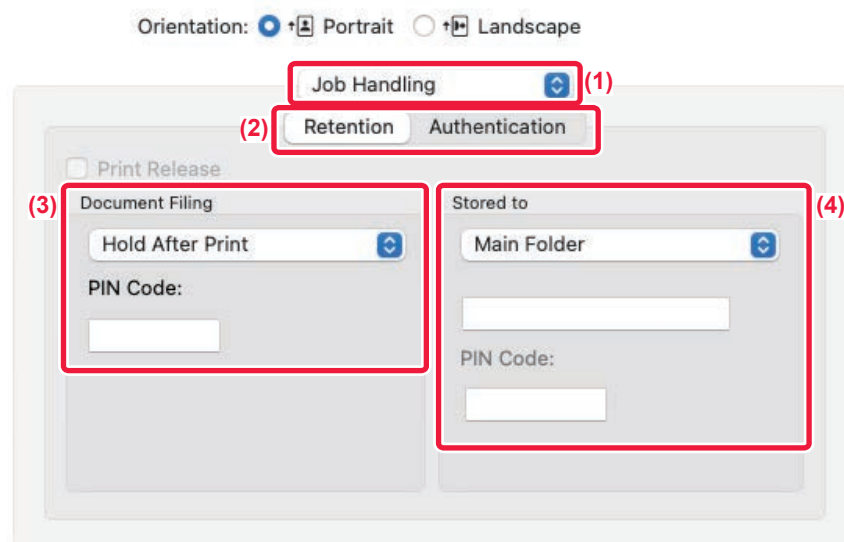 Orientation: Portrait Landscape
Job Handling (1)
(2) Retention Authentication
Print Release
(3) Document Filing
Hold After Print
PIN Code:
Stored to (4)
Main Folder
PIN Code: